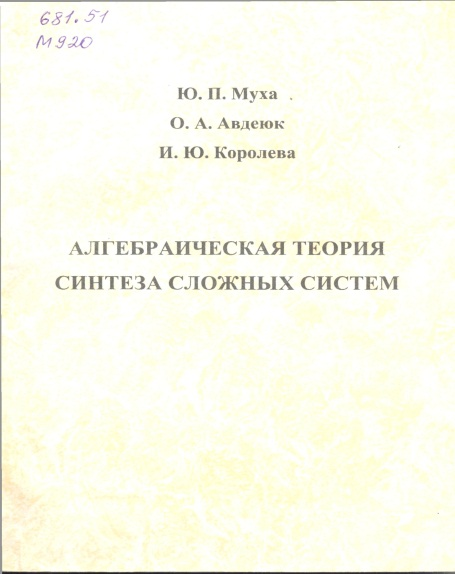 681.51
М920
Ю. П. Муха
О. А. Авдеюк
И. Ю. Королева
АЛГЕБРАИЧЕСКАЯ ТЕОРИЯ
СИНТЕЗА СЛОЖНЫХ СИСТЕМ